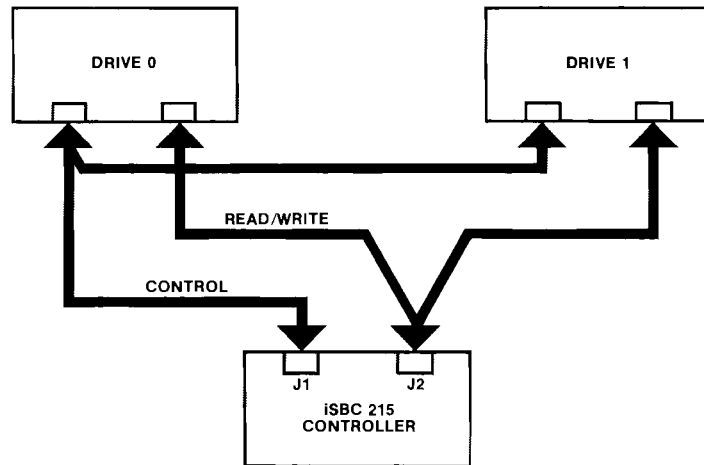 DRIVE 0
DRIVE 1
READ/WRITE
CONTROL
J1
J2
iSBC 215
CONTROLLER